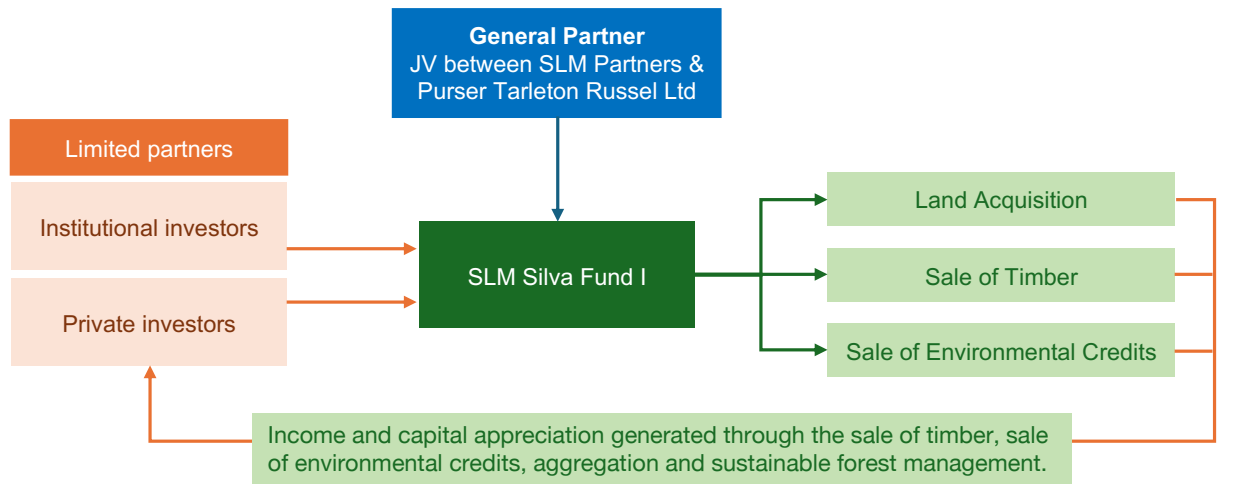 General Partner
JV between SLM Partners &
Purser Tarleton Russel Ltd
Limited partners
Institutional investors
Private investors
SLM Silva Fund I
Land Acquisition
Sale of Timber
Sale of Environmental Credits
Income and capital appreciation generated through the sale of timber, sale
of environmental credits, aggregation and sustainable forest management.